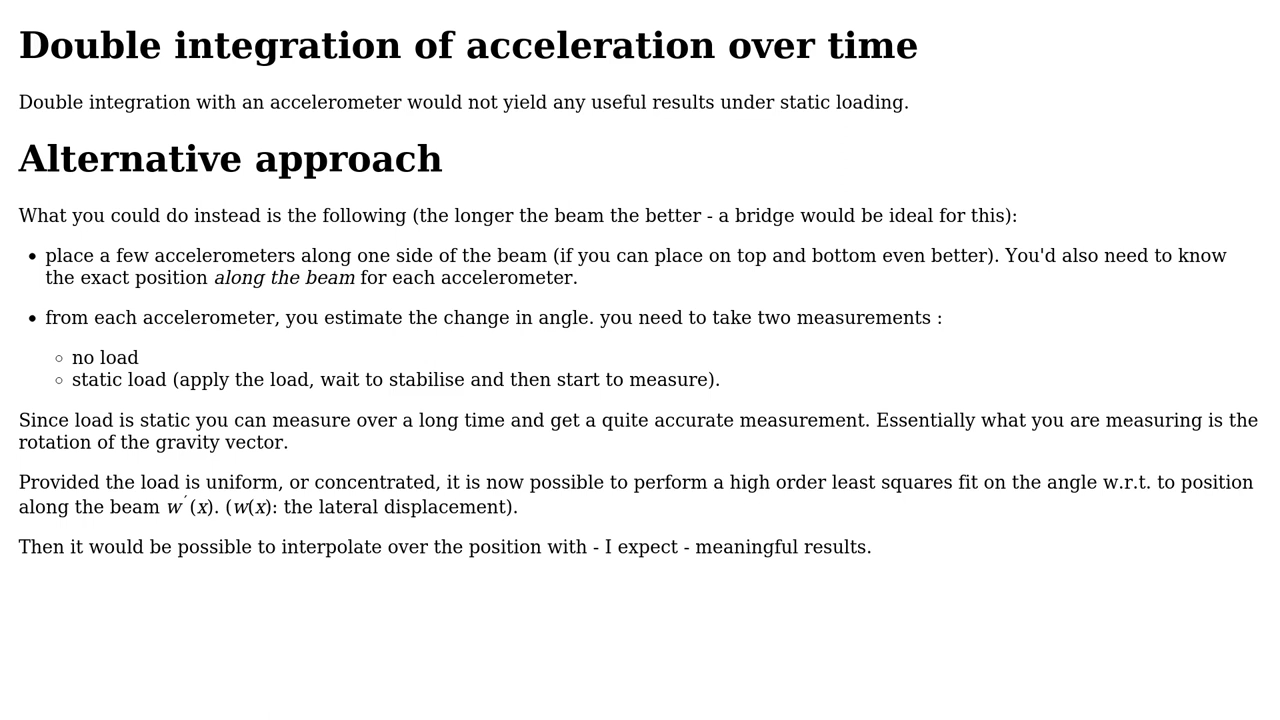 Double integration of acceleration over time
Double integration with an accelerometer would not yield any useful results under static loading.
Alternative approach
What you could do instead is the following (the longer the beam the better - a bridge would be ideal for this):
• place a few accelerometers along one side of the beam (if you can place on top and bottom even better). You'd also need to know
the exact position along the beam for each accelerometer.
• from each accelerometer, you estimate the change in angle. you need to take two measurements :
◦ no load
◦ static load (apply the load, wait to stabilise and then start to measure).
Since load is static you can measure over a long time and get a quite accurate measurement. Essentially what you are measuring is the
rotation of the gravity vector.
Provided the load is uniform, or concentrated, it is now possible to perform a high order least squares fit on the angle w.r.t. to position
along the beam w′(x). (w(x): the lateral displacement).
Then it would be possible to interpolate over the position with - I expect - meaningful results.